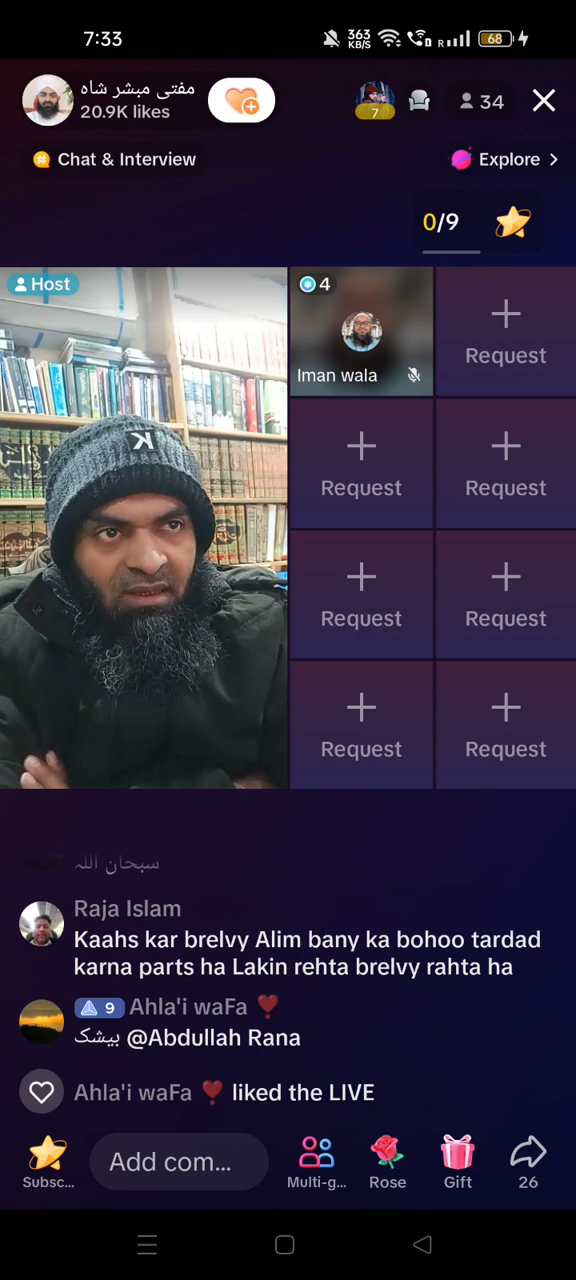 7:33
363
KB/S
R
68
مفتی مبشر شاہ
20.9K likes
7
34
Chat & Interview
Explore
0/9
Host
4
K
Iman wala
Request
Request
Request
Request
Request
Request
Request
سبحان اللہ
Raja Islam
Kaahs kar brelvy Alim bany ka bohoo tardad
karna parts ha Lakin rehta brelvy rahta ha
9 Ahla'i waFa
بیشک @Abdullah Rana
Ahla'i waFa liked the LIVE
Subsc...
Add com...
Multi-g...
Rose
Gift
26